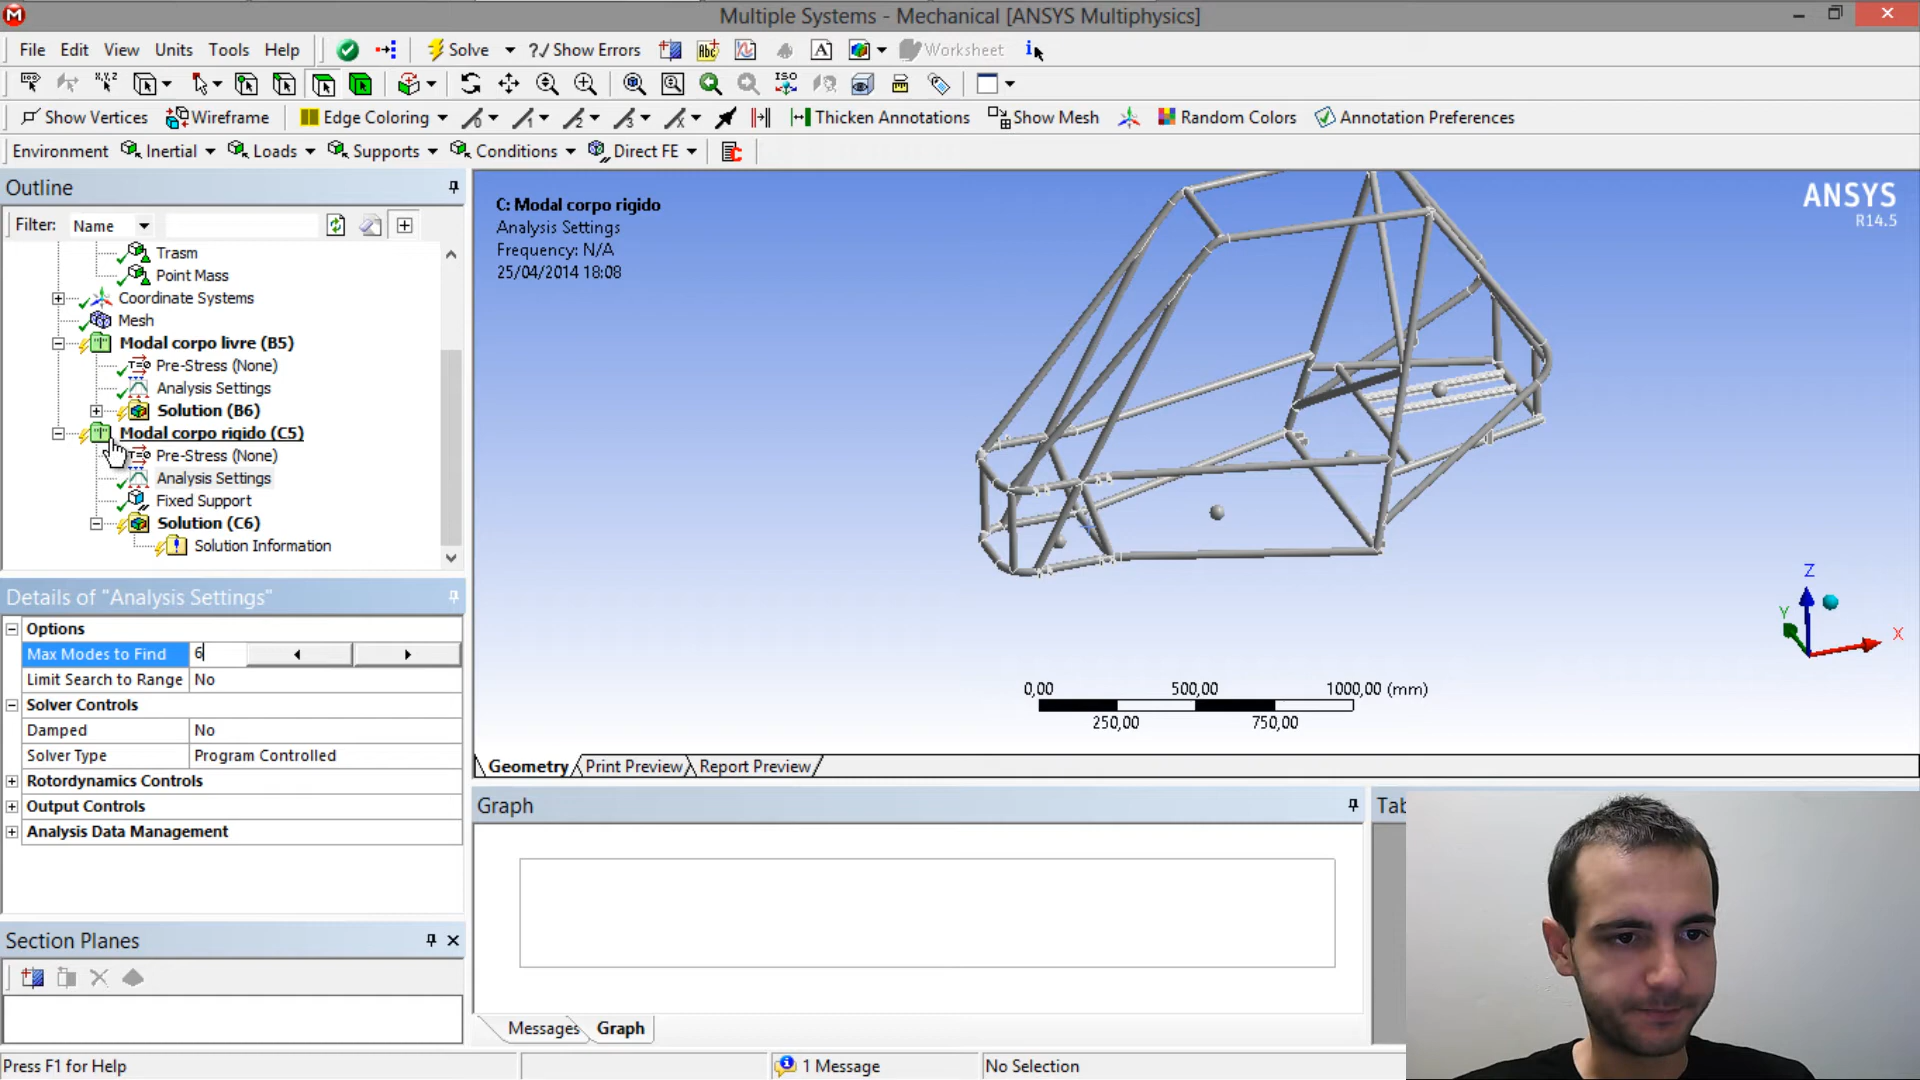 Multiple Systems - Mechanical [ANSYS Multiphysics]
File Edit View Units Tools Help Solve ?/ Show Errors Worksheet
Show Vertices Wireframe Edge Coloring Thicken Annotations Show Mesh Random Colors Annotation Preferences
Environment Inertial Loads Supports Conditions Direct FE
Outline
Filter: Name
Trasm
Point Mass
Coordinate Systems
Mesh
Modal corpo livre (B5)
Pre-Stress (None)
Analysis Settings
Solution (B6)
Modal corpo rigido (C5)
Pre-Stress (None)
Analysis Settings
Fixed Support
Solution (C6)
Solution Information
Details of "Analysis Settings"
Options
Max Modes to Find 6
Limit Search to Range No
Solver Controls
Damped No
Solver Type Program Controlled
Rotordynamics Controls
Output Controls
Analysis Data Management
Section Planes
C: Modal corpo rigido
Analysis Settings
Frequency: N/A
25/04/2014 18:08
ANSYS
R14.5
Z
Y
X
0,00 500,00 1000,00 (mm)
250,00 750,00
Geometry Print Preview Report Preview
Graph
Tab
Messages Graph
Press F1 for Help 1 Message No Selection